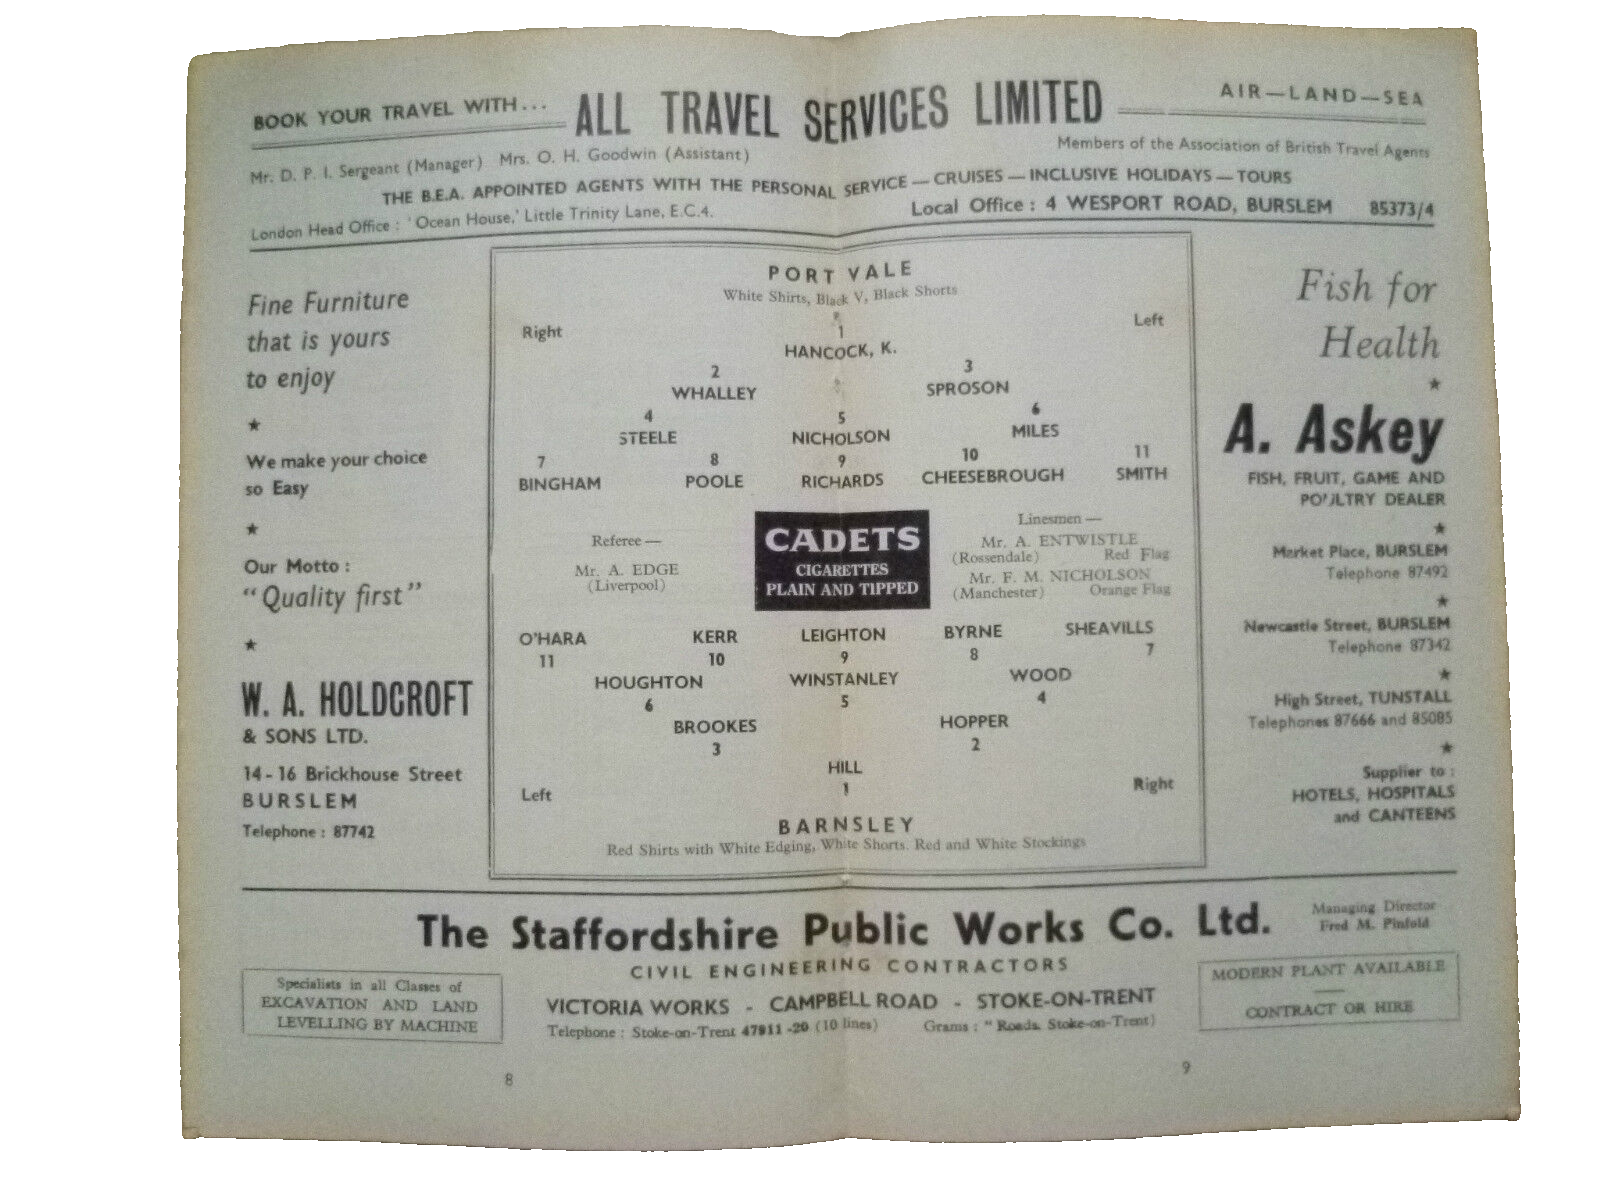 BOOK YOUR TRAVEL WITH... ALL TRAVEL SERVICES LIMITED AIR—LAND—SEA
Mr. D. P. I. Sergeant (Manager) Mrs. O. H. Goodwin (Assistant) Members of the Association of British Travel Agents
THE B.E.A. APPOINTED AGENTS WITH THE PERSONAL SERVICE — CRUISES — INCLUSIVE HOLIDAYS — TOURS
London Head Office : 'Ocean House,' Little Trinity Lane, E.C.4. Local Office : 4 WESPORT ROAD, BURSLEM 85373/4
Fine Furniture
that is yours
to enjoy
★
We make your choice
so Easy
★
Our Motto :
"Quality first"
★
W. A. HOLDCROFT
& SONS LTD.
14-16 Brickhouse Street
BURSLEM
Telephone : 87742
PORT VALE
White Shirts, Black V, Black Shorts
Right Left
1
HANCOCK, K.
2 3
WHALLEY SPROSON
4 5 6
STEELE NICHOLSON MILES
7 8 9 10 11
BINGHAM POOLE RICHARDS CHEESEBROUGH SMITH
Referee —
Mr. A. EDGE
(Liverpool)
CADETS
CIGARETTES
PLAIN AND TIPPED
Linesmen —
Mr. A. ENTWISTLE
(Rossendale) Red Flag
Mr. F. M. NICHOLSON
(Manchester) Orange Flag
O'HARA KERR LEIGHTON BYRNE SHEAVILLS
11 10 9 8 7
HOUGHTON WINSTANLEY WOOD
6 5 4
BROOKES HOPPER
3 2
HILL
1
Left Right
BARNSLEY
Red Shirts with White Edging, White Shorts. Red and White Stockings
Fish for
Health
★
A. Askey
FISH, FRUIT, GAME AND
POULTRY DEALER
★
Market Place, BURSLEM
Telephone 87492
★
Newcastle Street, BURSLEM
Telephone 87342
★
High Street, TUNSTALL
Telephones 87666 and 85085
★
Supplier to :
HOTELS, HOSPITALS
and CANTEENS
The Staffordshire Public Works Co. Ltd.
Managing Director
Fred M. Pinfold
CIVIL ENGINEERING CONTRACTORS
VICTORIA WORKS - CAMPBELL ROAD - STOKE-ON-TRENT
Telephone : Stoke-on-Trent 47911-20 (10 lines) Grams : "Roads. Stoke-on-Trent)
Specialists in all Classes of
EXCAVATION AND LAND
LEVELLING BY MACHINE
MODERN PLANT AVAILABLE
—
CONTRACT OR HIRE
8 9